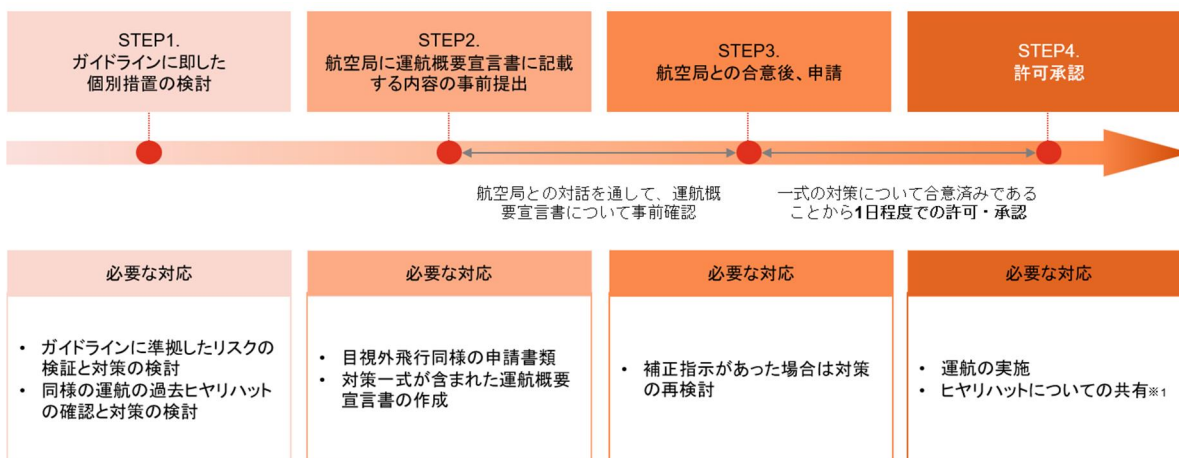 STEP1.
ガイドラインに即した
個別措置の検討
STEP2.
航空局に運航概要宣言書に記載
する内容の事前提出
STEP3.
航空局との合意後、申請
STEP4.
許可承認
航空局との対話を通して、運航概
要宣言書について事前確認
一式の対策について合意済みである
ことから1日程度での許可・承認
必要な対応
• ガイドラインに準拠したリスクの
検証と対策の検討
• 同様の運航の過去ヒヤリハット
の確認と対策の検討
必要な対応
• 目視外飛行同様の申請書類
• 対策一式が含まれた運航概要
宣言書の作成
必要な対応
• 補正指示があった場合は対策
の再検討
必要な対応
• 運航の実施
• ヒヤリハットについての共有※1